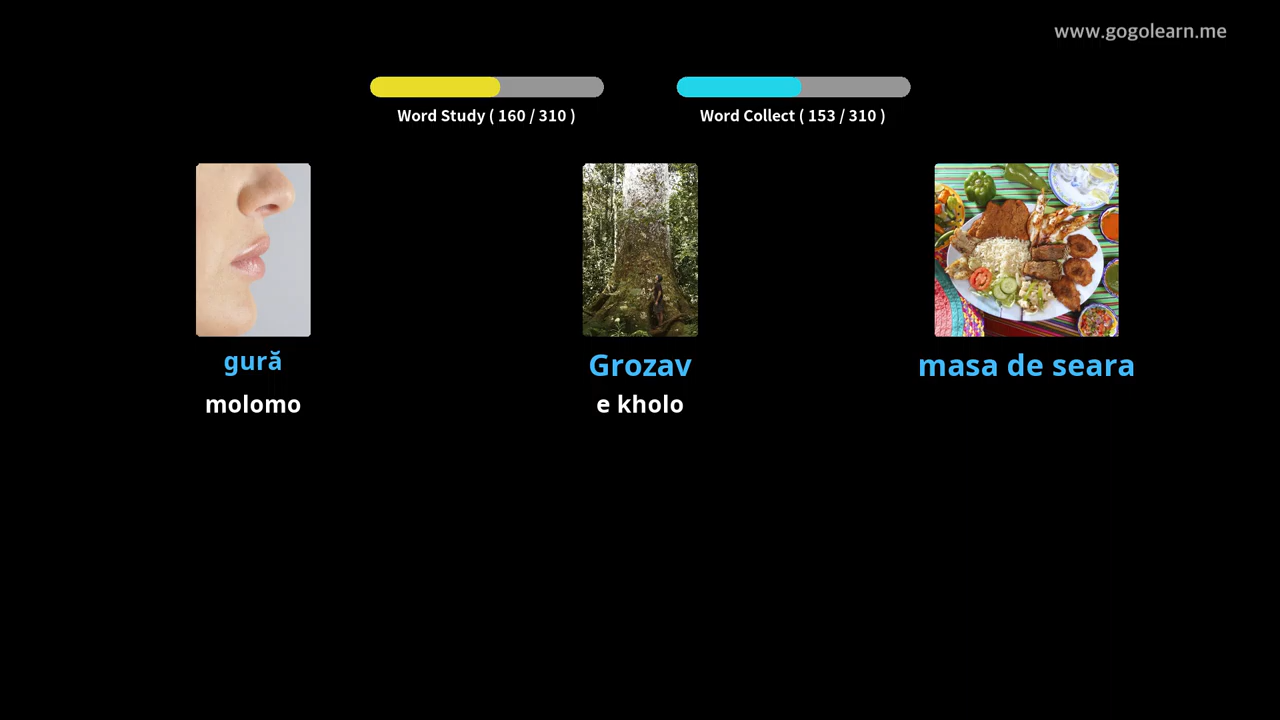 www.gogolearn.me
Word Study ( 160 / 310 )
Word Collect ( 153 / 310 )
gură
molomo
Grozav
e kholo
masa de seara